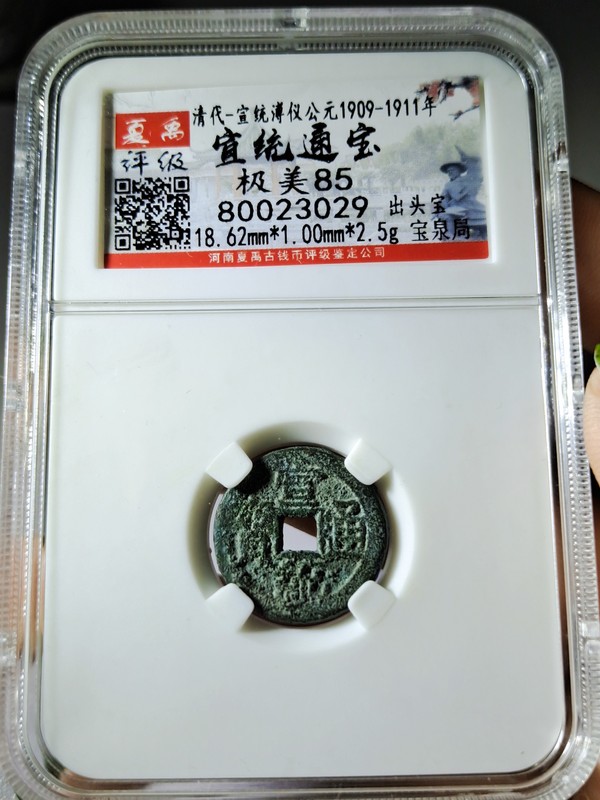 清代-宣统溥仪公元1909-1911年
夏禹
评级
宣统通宝
极美85
80023029 出头宝
18.62mm*1.00mm*2.5g 宝泉局
河南夏禹古钱币评级鉴定公司
宣
通